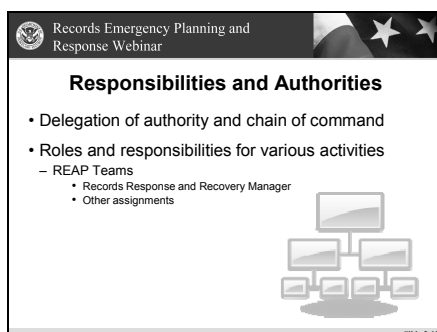 Records Emergency Planning and
Response Webinar
Responsibilities and Authorities
• Delegation of authority and chain of command
• Roles and responsibilities for various activities
– REAP Teams
• Records Response and Recovery Manager
• Other assignments